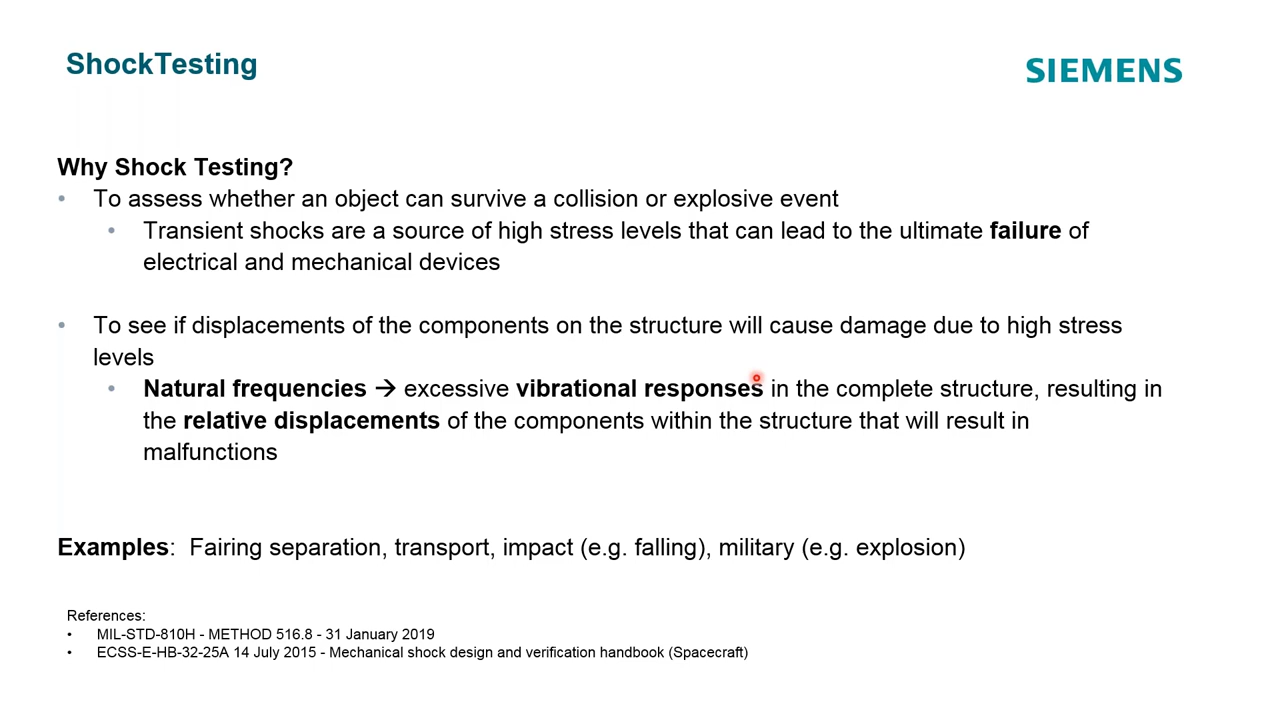 ShockTesting
SIEMENS
Why Shock Testing?
• To assess whether an object can survive a collision or explosive event
• Transient shocks are a source of high stress levels that can lead to the ultimate failure of
electrical and mechanical devices
• To see if displacements of the components on the structure will cause damage due to high stress
levels
• Natural frequencies → excessive vibrational responses in the complete structure, resulting in
the relative displacements of the components within the structure that will result in
malfunctions
Examples: Fairing separation, transport, impact (e.g. falling), military (e.g. explosion)
References:
• MIL-STD-810H - METHOD 516.8 - 31 January 2019
• ECSS-E-HB-32-25A 14 July 2015 - Mechanical shock design and verification handbook (Spacecraft)